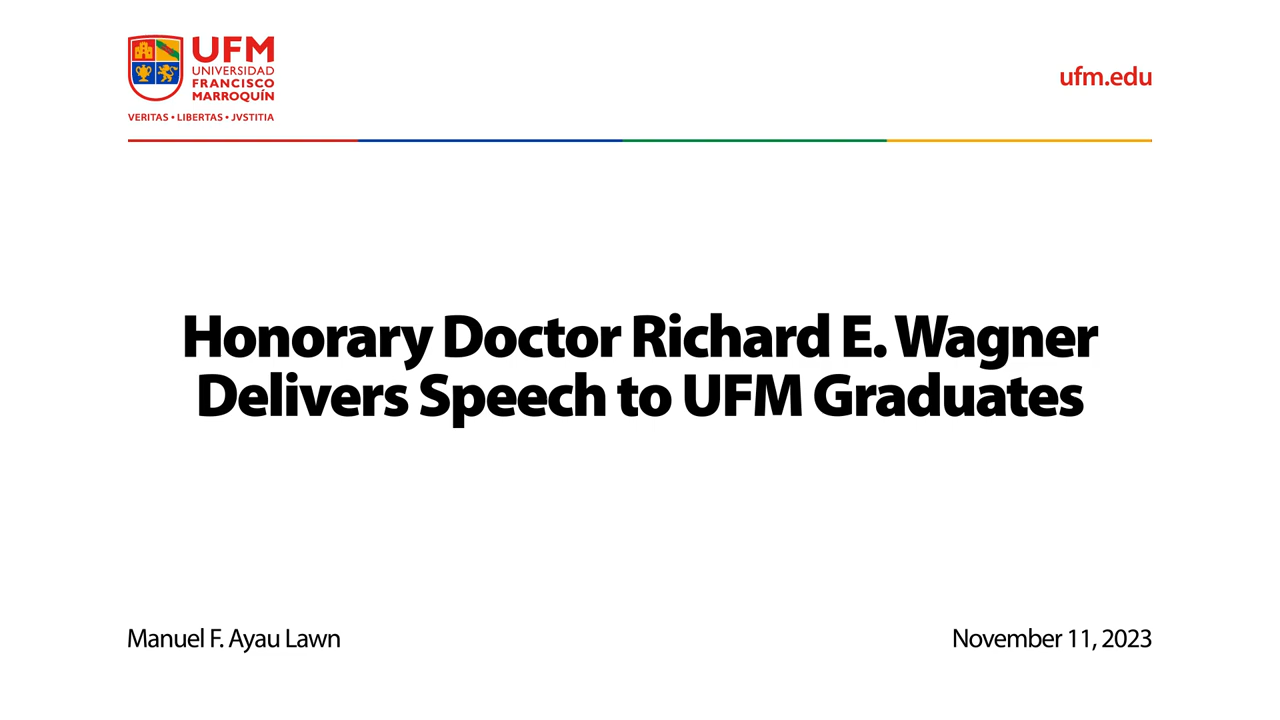 UFM
UNIVERSIDAD
FRANCISCO
MARROQUÍN
VERITAS • LIBERTAS • JVSTITIA
ufm.edu
Honorary Doctor Richard E. Wagner
Delivers Speech to UFM Graduates
Manuel F. Ayau Lawn
November 11, 2023